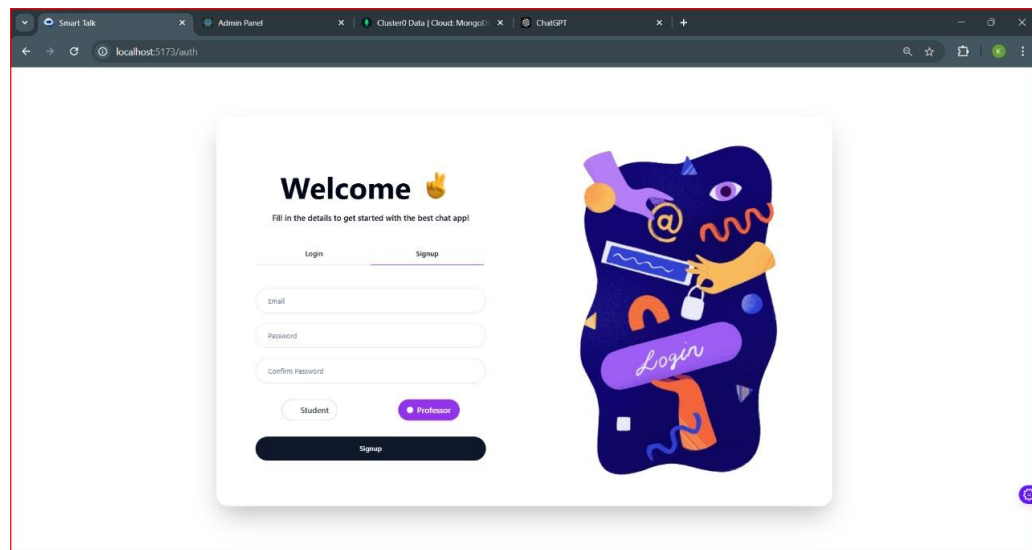 Smart Talk Admin Panel Cluster0 Data | Cloud: MongoD ChatGPT
localhost:5173/auth
K
Welcome
Fill in the details to get started with the best chat app!
Login Signup
Email
Password
Confirm Password
Student Professor
Signup
@
Login